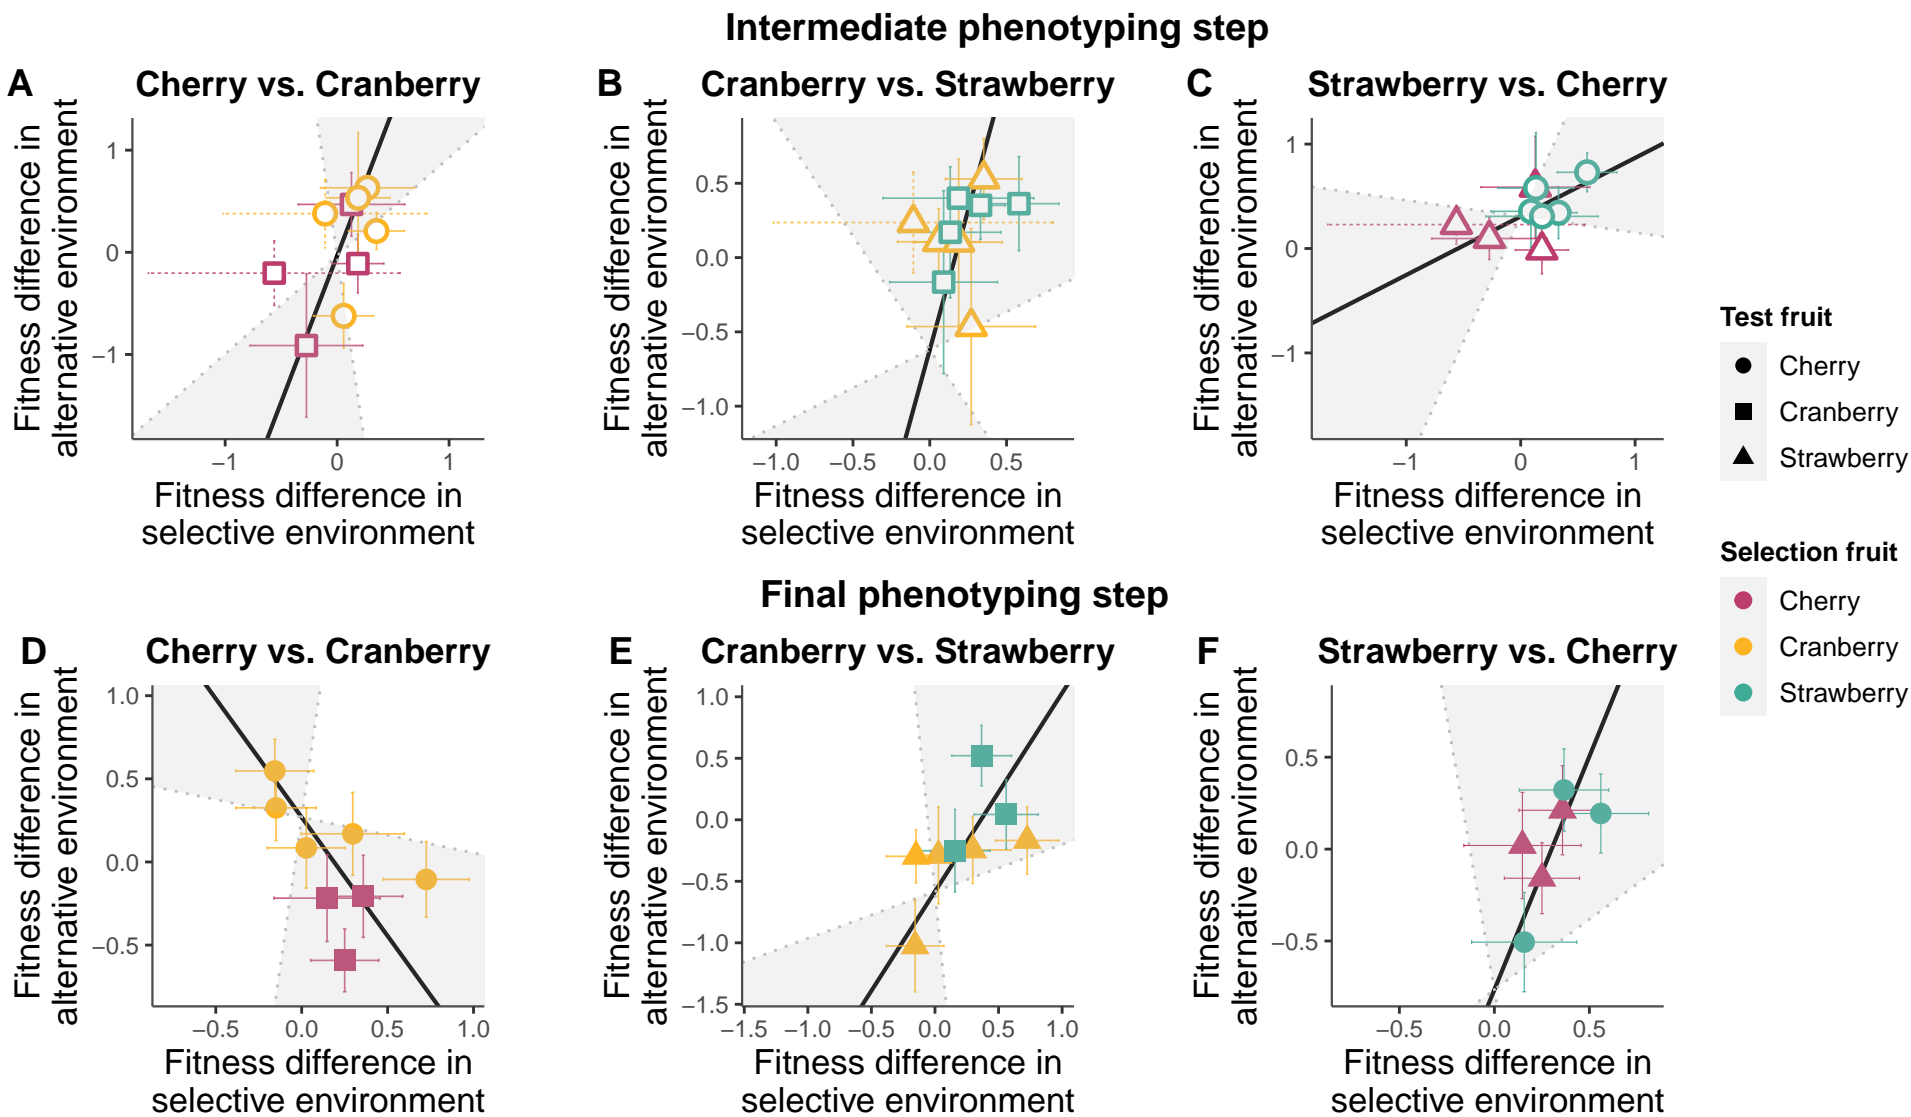 Intermediate phenotyping step
A
Cherry vs. Cranberry
Fitness difference in
alternative environment
1
0
−1
−1
0
1
Fitness difference in
selective environment
B
Cranberry vs. Strawberry
Fitness difference in
alternative environment
0.5
0.0
−0.5
−1.0
−1.0
−0.5
0.0
0.5
Fitness difference in
selective environment
C
Strawberry vs. Cherry
Fitness difference in
alternative environment
1
0
−1
−1
0
1
Fitness difference in
selective environment
Test fruit
Cherry
Cranberry
Strawberry
Selection fruit
Cherry
Cranberry
Strawberry
Final phenotyping step
D
Cherry vs. Cranberry
Fitness difference in
alternative environment
1.0
0.5
0.0
−0.5
−0.5
0.0
0.5
1.0
Fitness difference in
selective environment
E
Cranberry vs. Strawberry
Fitness difference in
alternative environment
1.0
0.5
0.0
−0.5
−1.0
−1.5
−1.5
−1.0
−0.5
0.0
0.5
1.0
Fitness difference in
selective environment
F
Strawberry vs. Cherry
Fitness difference in
alternative environment
0.5
0.0
−0.5
−0.5
0.0
0.5
Fitness difference in
selective environment